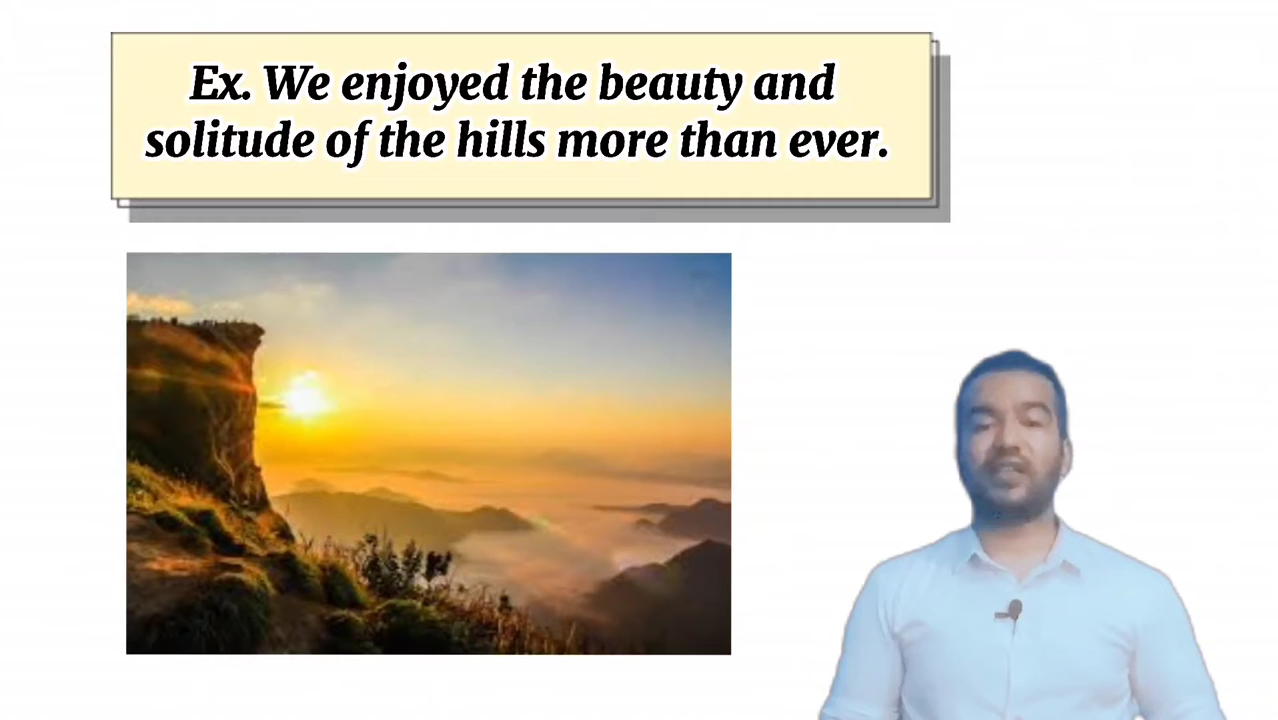 Ex. We enjoyed the beauty and
solitude of the hills more than ever.